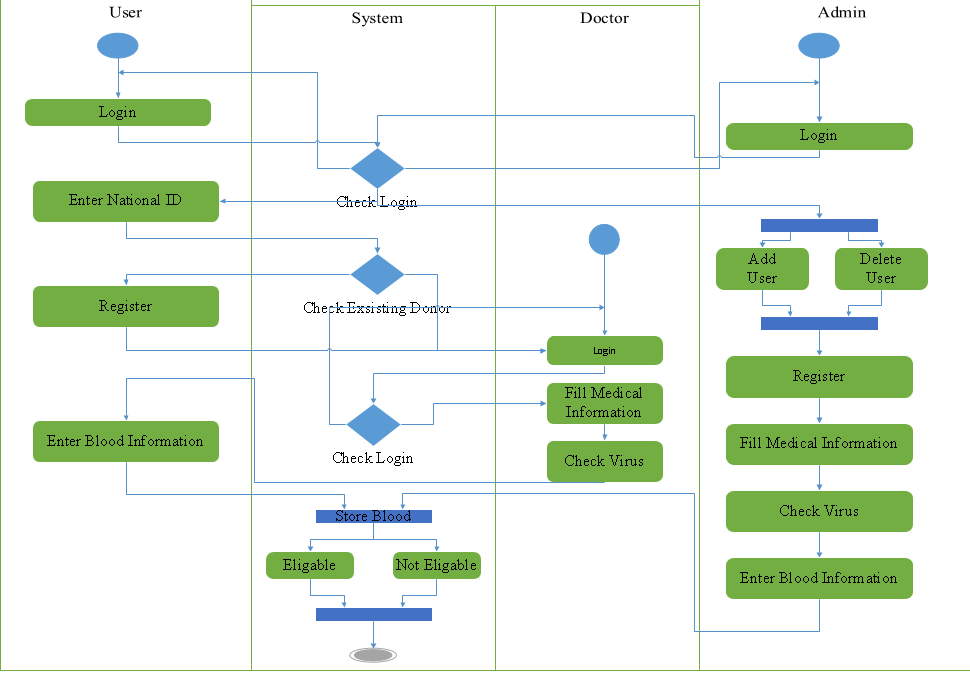 User
System
Doctor
Admin
Login
Login
Check Login
Enter National ID
Add
User
Delete
User
Check Exsisting Donor
Register
Login
Register
Fill Medical
Information
Enter Blood Information
Check Login
Check Virus
Fill Medical Information
Store Blood
Check Virus
Eligable
Not Eligable
Enter Blood Information